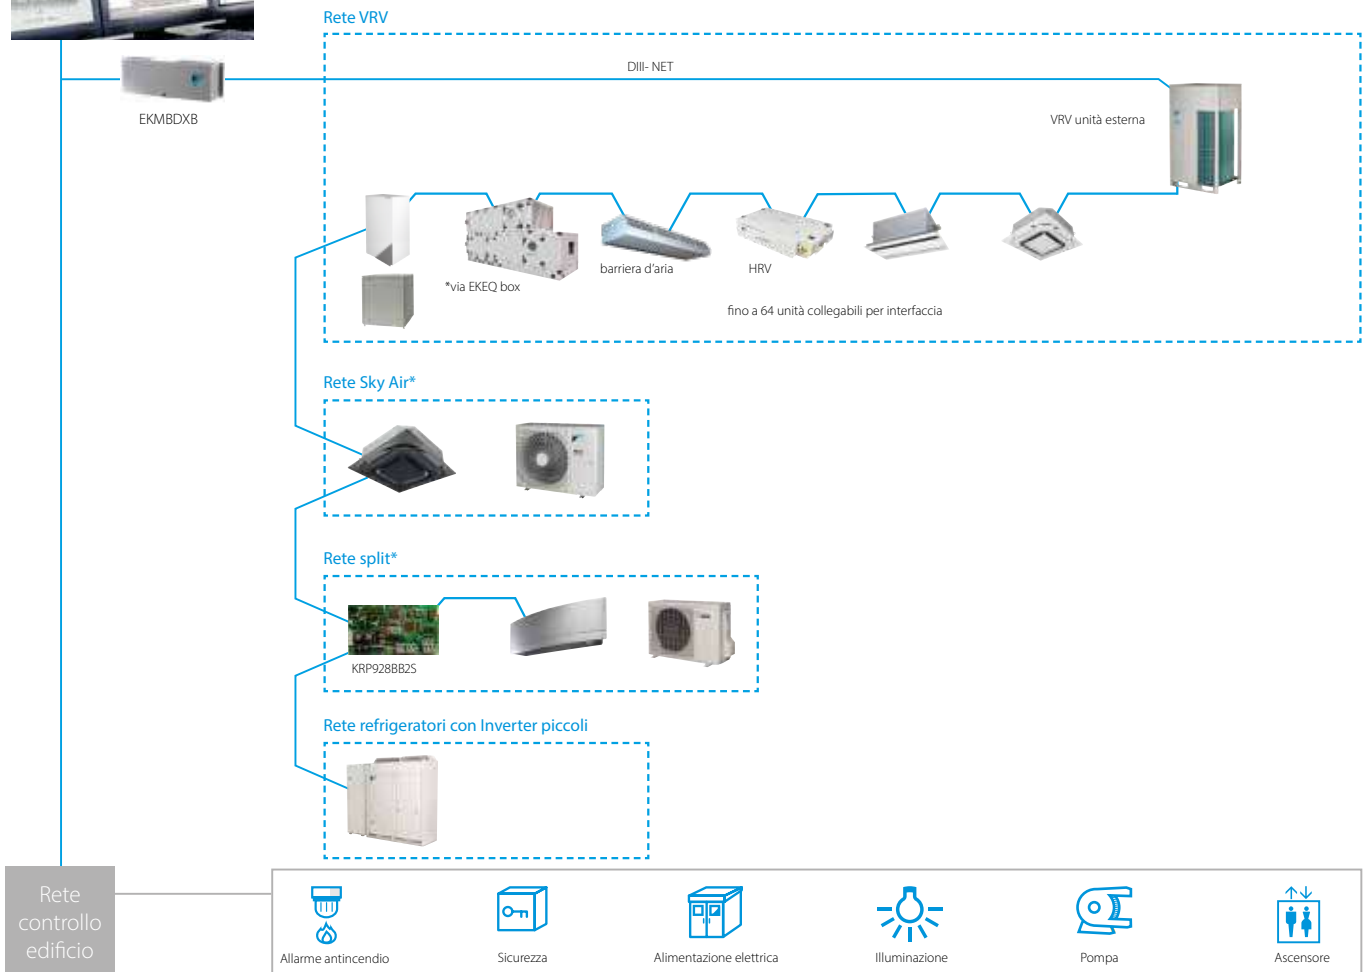 Rete VRV
DIII- NET
EKMBDXB
VRV unità esterna
barriera d'aria
HRV
*via EKEQ box
fino a 64 unità collegabili per interfaccia
Rete Sky Air*
Rete split*
KRP928BB2S
Rete refrigeratori con Inverter piccoli
Rete
controllo
edificio
Allarme antincendio
Sicurezza
Alimentazione elettrica
Illuminazione
Pompa
Ascensore